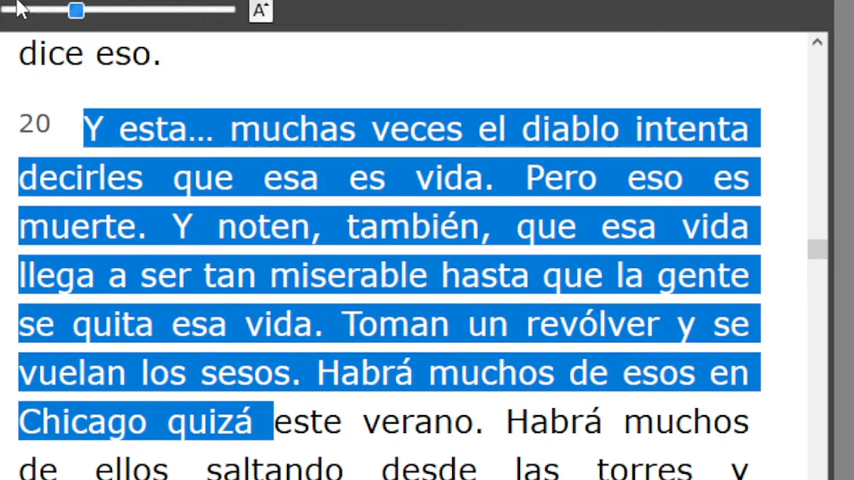 A
dice eso.
20 Y esta... muchas veces el diablo intenta
decirles que esa es vida. Pero eso es
muerte. Y noten, también, que esa vida
llega a ser tan miserable hasta que la gente
se quita esa vida. Toman un revólver y se
vuelan los sesos. Habrá muchos de esos en
Chicago quizá este verano. Habrá muchos
de ellos saltando desde las torres y